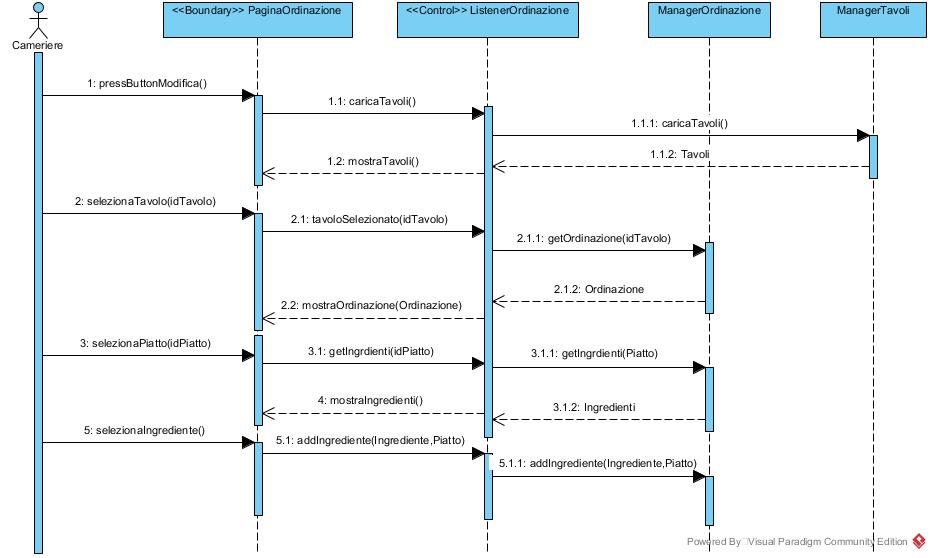 <<Boundary>> PaginaOrdinazione
<<Control>> ListenerOrdinazione
ManagerOrdinazione
ManagerTavoli
Cameriere
1: pressButtonModifica()
1.1: caricaTavoli()
1.1.1: caricaTavoli()
1.1.2: Tavoli
1.2: mostraTavoli()
2: selezionaTavolo(idTavolo)
2.1: tavoloSelezionato(idTavolo)
2.1.1: getOrdinazione(idTavolo)
2.1.2: Ordinazione
2.2: mostraOrdinazione(Ordinazione)
3: selezionaPiatto(idPiatto)
3.1: getIngrdienti(idPiatto)
3.1.1: getIngrdienti(Piatto)
4: mostraIngredienti()
3.1.2: Ingredienti
5: selezionaIngrediente()
5.1: addIngrediente(Ingrediente,Piatto)
5.1.1: addIngrediente(Ingrediente,Piatto)
Powered By Visual Paradigm Community Edition